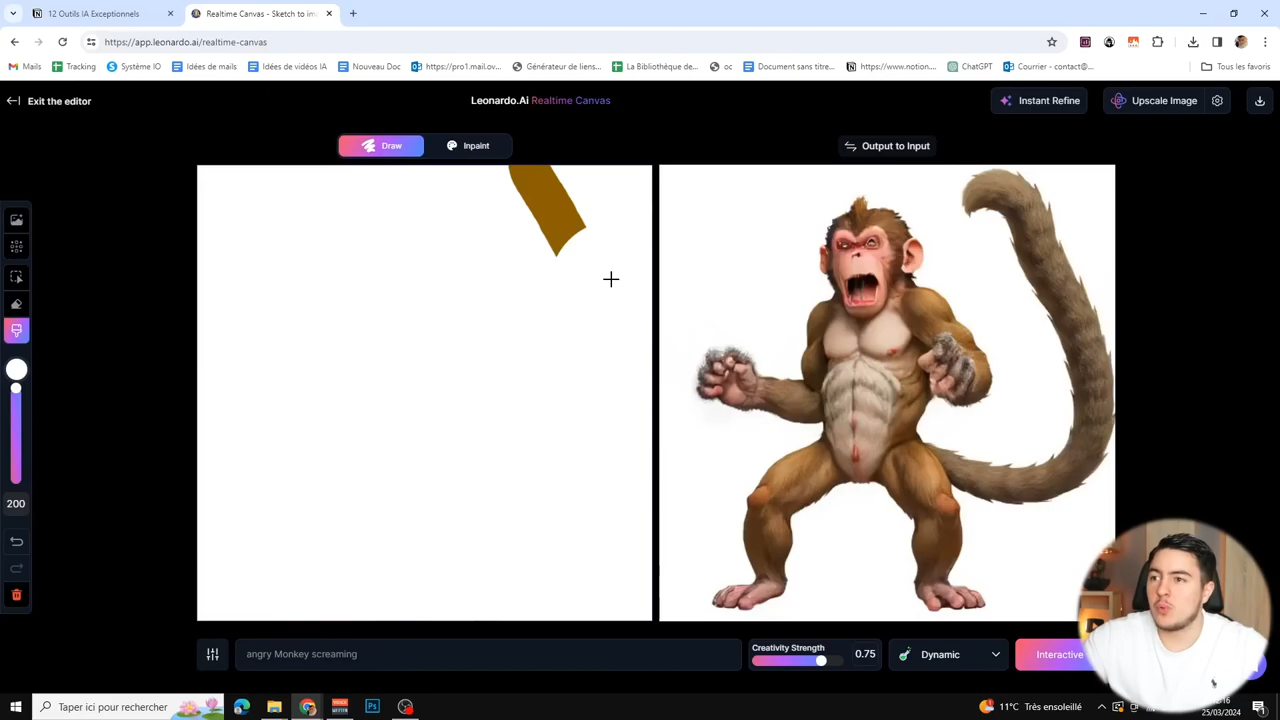 12 Outils IA Exceptionnels
Realtime Canvas - Sketch to im
https://app.leonardo.ai/realtime-canvas
Mails
Tracking
Système IO
Idées de mails
Idées de vidéos IA
Nouveau Doc
https://pro1.mail.ov...
Générateur de liens...
La Bibliothèque de...
oc
Document sans titre...
https://www.notion....
ChatGPT
Courrier - contact@...
Tous les favoris
Exit the editor
Leonardo.Ai Realtime Canvas
Instant Refine
Upscale Image
Draw
Inpaint
Output to Input
200
angry Monkey screaming
Creativity Strength
0.75
Dynamic
Interactive
Taper ici pour rechercher
11°C Très ensoleillé
25/03/2024